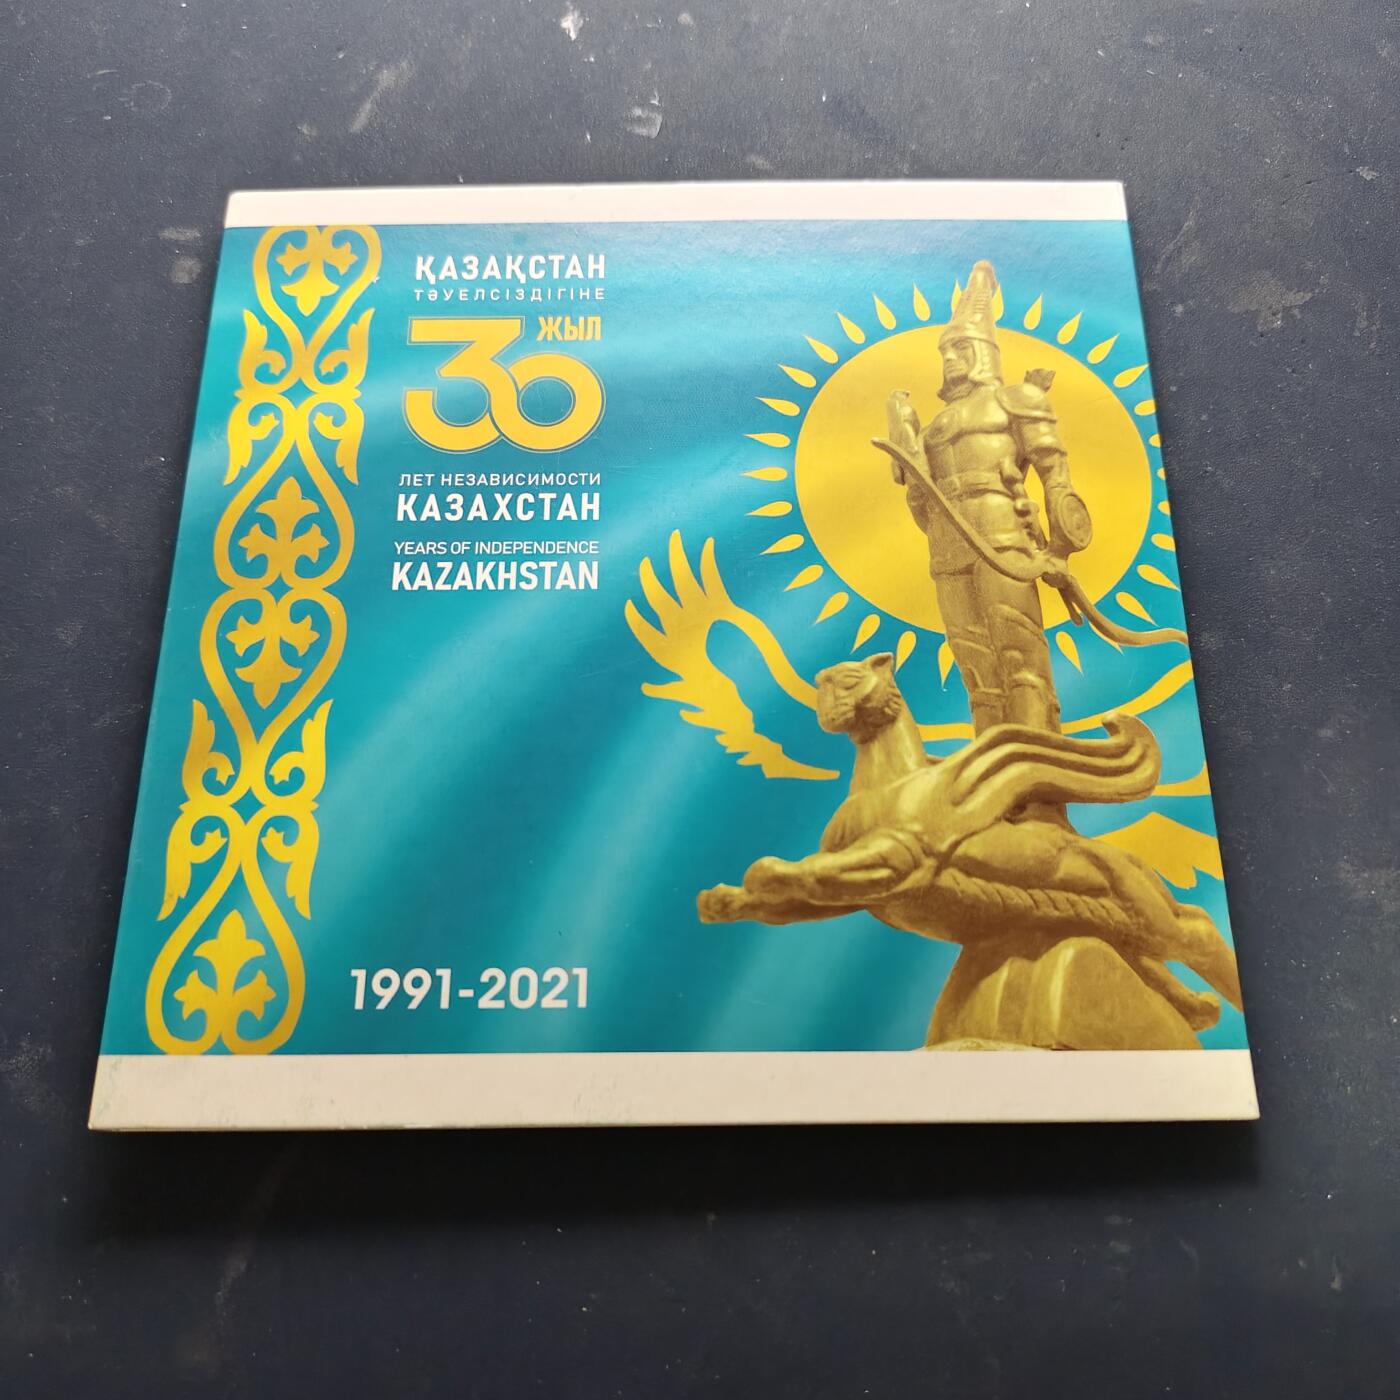 ҚАЗАҚСТАН
ТӘУЕЛСІЗДІГІНЕ
30 ЖЫЛ
ЛЕТ НЕЗАВИСИМОСТИ
КАЗАХСТАН
YEARS OF INDEPENDENCE
KAZAKHSTAN
1991-2021